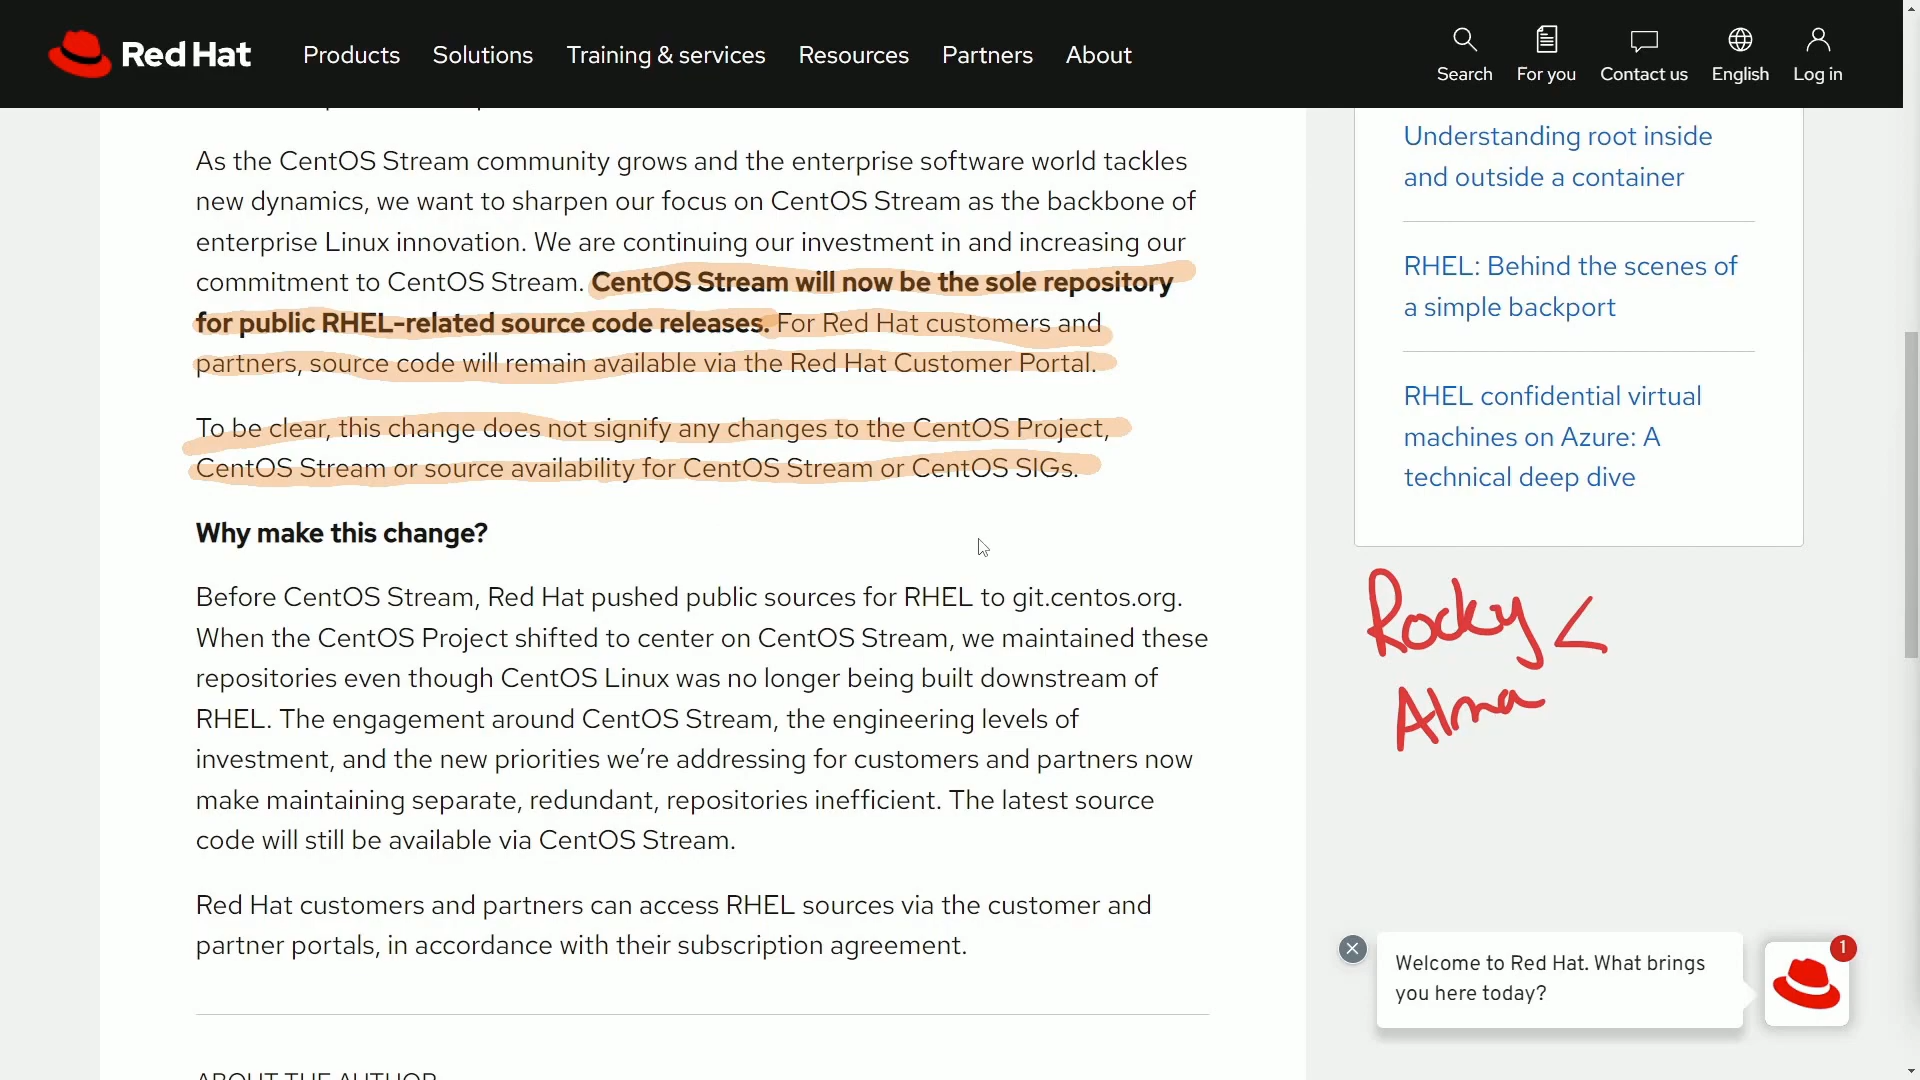 Red Hat
Products
Solutions
Training & services
Resources
Partners
About
Search
For you
Contact us
English
Log in
As the CentOS Stream community grows and the enterprise software world tackles
new dynamics, we want to sharpen our focus on CentOS Stream as the backbone of
enterprise Linux innovation. We are continuing our investment in and increasing our
commitment to CentOS Stream. CentOS Stream will now be the sole repository
for public RHEL-related source code releases. For Red Hat customers and
partners, source code will remain available via the Red Hat Customer Portal.
To be clear, this change does not signify any changes to the CentOS Project,
CentOS Stream or source availability for CentOS Stream or CentOS SIGs.
Why make this change?
Before CentOS Stream, Red Hat pushed public sources for RHEL to git.centos.org.
When the CentOS Project shifted to center on CentOS Stream, we maintained these
repositories even though CentOS Linux was no longer being built downstream of
RHEL. The engagement around CentOS Stream, the engineering levels of
investment, and the new priorities we’re addressing for customers and partners now
make maintaining separate, redundant, repositories inefficient. The latest source
code will still be available via CentOS Stream.
Red Hat customers and partners can access RHEL sources via the customer and
partner portals, in accordance with their subscription agreement.
ABOUT THE AUTHOR
Understanding root inside
and outside a container
RHEL: Behind the scenes of
a simple backport
RHEL confidential virtual
machines on Azure: A
technical deep dive
Rocky <
Alma
Welcome to Red Hat. What brings
you here today?
1